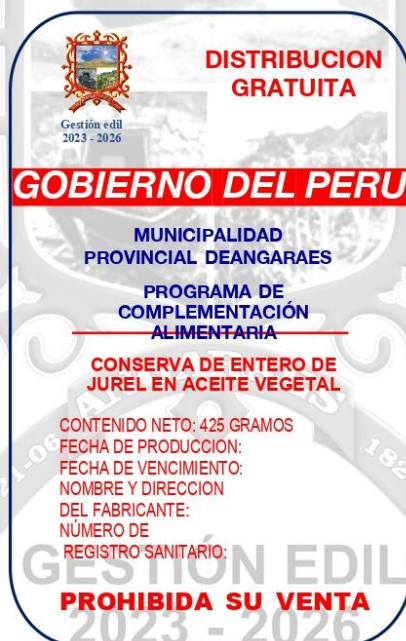 DISTRIBUCION
GRATUITA
Gestión edil
2023 - 2026
GOBIERNO DEL PERU
MUNICIPALIDAD
PROVINCIAL DEANGARAES
PROGRAMA DE
COMPLEMENTACIÓN
ALIMENTARIA
CONSERVA DE ENTERO DE
JUREL EN ACEITE VEGETAL
CONTENIDO NETO: 425 GRAMOS
FECHA DE PRODUCCION:
FECHA DE VENCIMIENTO:
NOMBRE Y DIRECCION
DEL FABRICANTE:
NÚMERO DE
REGISTRO SANITARIO:
GESTIÓN EDIL
PROHIBIDA SU VENTA
2023 - 2026